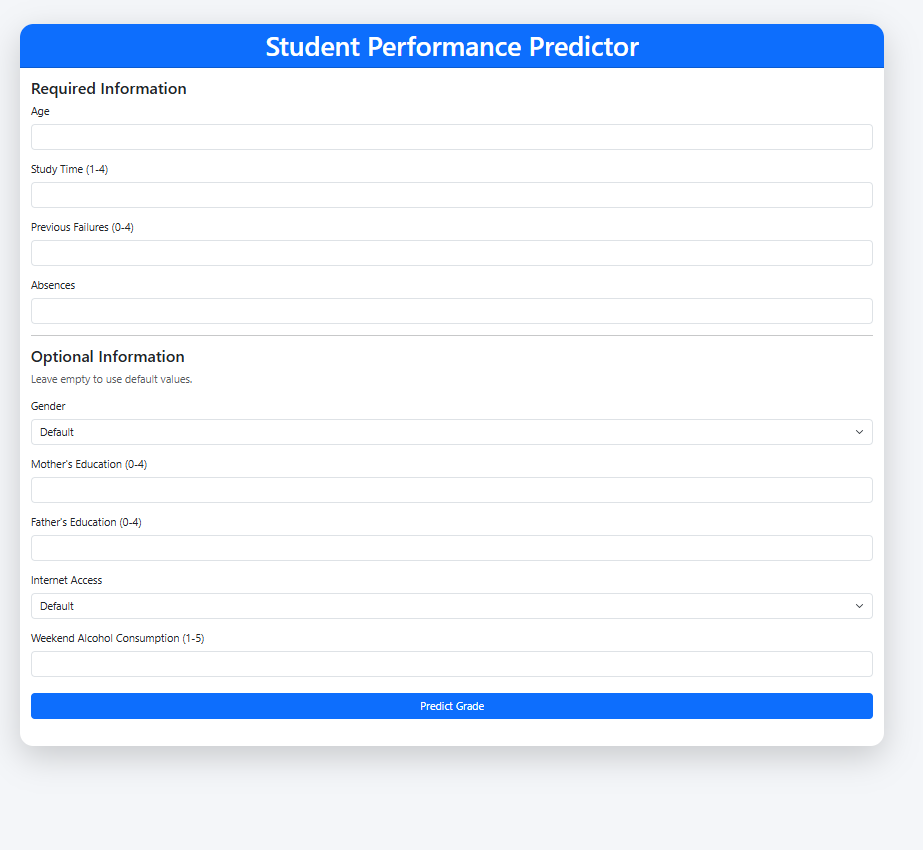 Student Performance Predictor
Required Information
Age
Study Time (1-4)
Previous Failures (0-4)
Absences
Optional Information
Leave empty to use default values.
Gender
Default
Mother's Education (0-4)
Father's Education (0-4)
Internet Access
Default
Weekend Alcohol Consumption (1-5)
Predict Grade